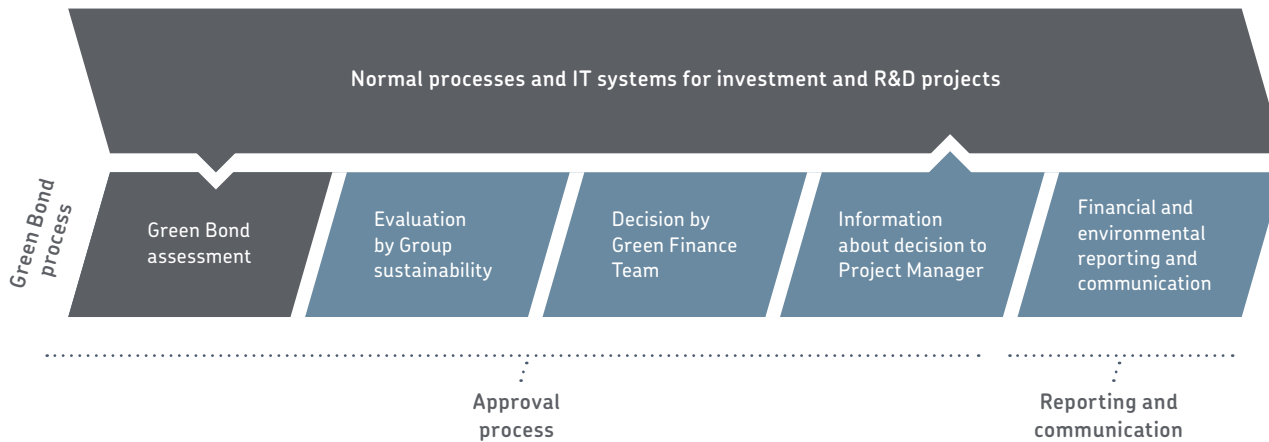 Normal processes and IT systems for investment and R&D projects
Green Bond
process
Green Bond
assessment
Evaluation
by Group
sustainability
Decision by
Green Finance
Team
Information
about decision to
Project Manager
Financial and
environmental
reporting and
communication
Approval
process
Reporting and
communication